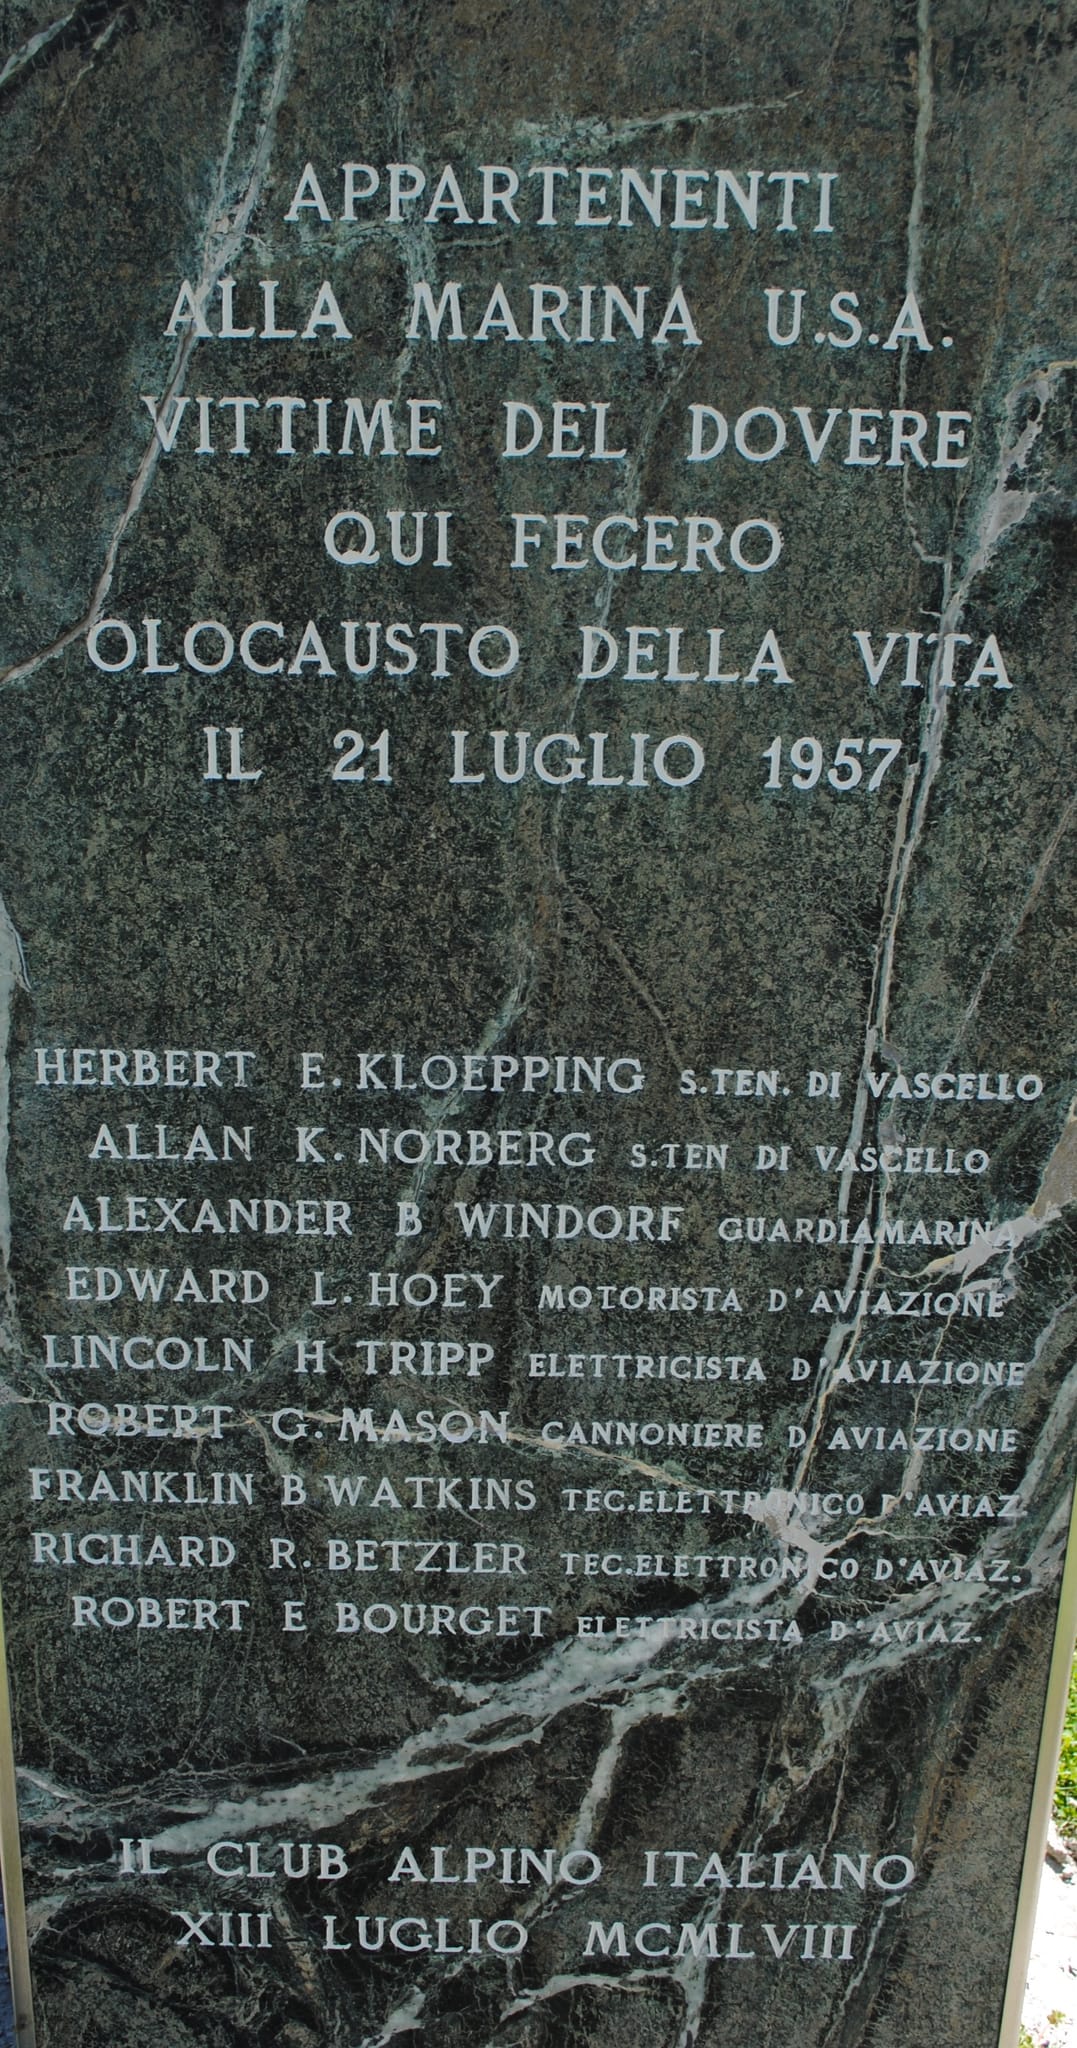 APPARTENENTI
ALLA MARINA U.S.A.
VITTIME DEL DOVERE
QUI FECERO
OLOCAUSTO DELLA VITA
IL 21 LUGLIO 1957
HERBERT E. KLOEPPING S.TEN. DI VASCELLO
ALLAN K. NORBERG S.TEN DI VASCELLO
ALEXANDER B WINDORF GUARDIAMARINA
EDWARD L. HOEY MOTORISTA D'AVIAZIONE
LINCOLN H TRIPP ELETTRICISTA D'AVIAZIONE
ROBERT G. MASON CANNONIERE D'AVIAZIONE
FRANKLIN B WATKINS TEC.ELETTRONICO D'AVIAZ.
RICHARD R. BETZLER TEC.ELETTRONICO D'AVIAZ.
ROBERT E BOURGET ELETTRICISTA D'AVIAZ.
IL CLUB ALPINO ITALIANO
XIII LUGLIO MCMLVIII